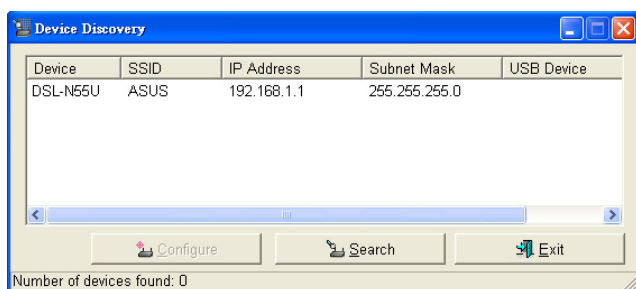 Device Discovery
Device SSID IP Address Subnet Mask USB Device
DSL-N55U ASUS 192.168.1.1 255.255.255.0
Configure Search Exit
Number of devices found: 0